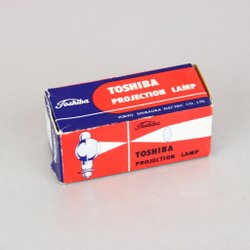 Toshiba
TOSHIBA
PROJECTION LAMP
TOKYO SHIBAURA ELECTRIC CO., LTD.
Toshiba
TOSHIBA
PROJECTION LAMP